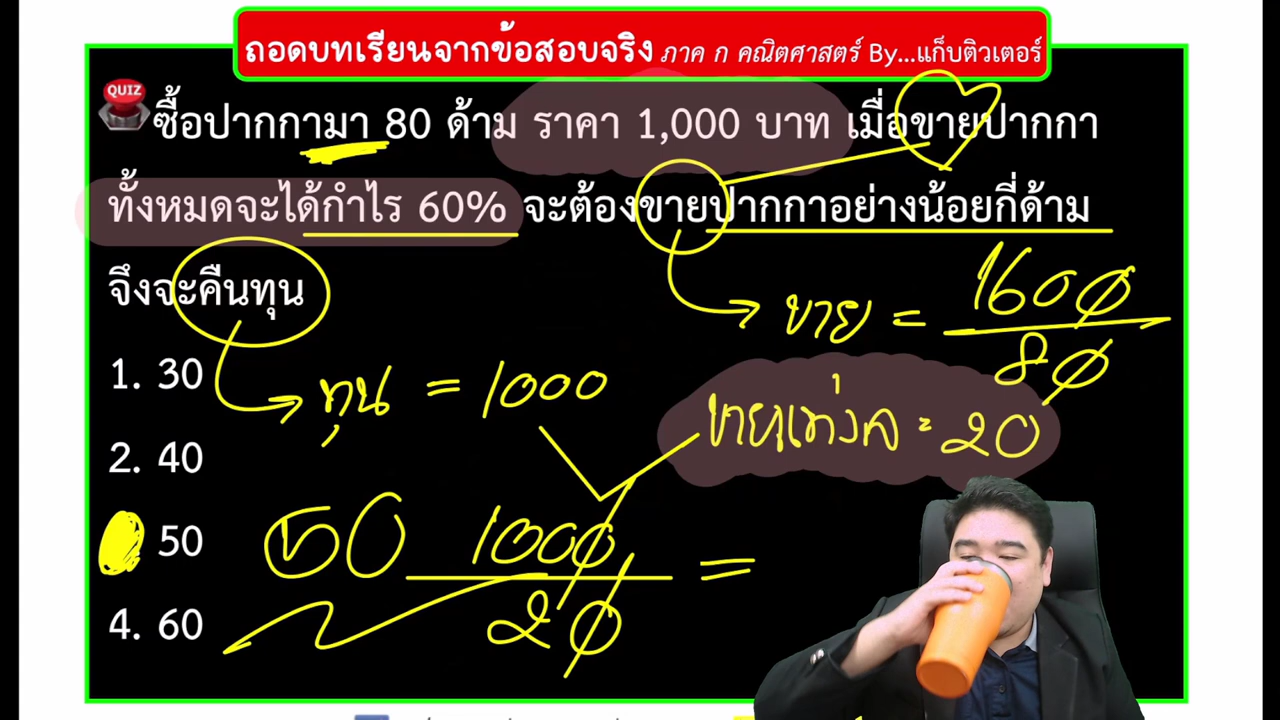 ถอดบทเรียนจากข้อสอบจริง ภาค ก คณิตศาสตร์ By...แก็บติวเตอร์
QUIZ
ซื้อปากกามา 80 ด้าม ราคา 1,000 บาท เมื่อขายปากกา
ทั้งหมดจะได้กำไร 60% จะต้องขายปากกาอย่างน้อยกี่ด้าม
จึงจะคืนทุน
ขาย = 1600
80
1. 30
ทุน = 1000
ขายแท่งล = 20
2. 40
50
50 1000 =
20
4. 60